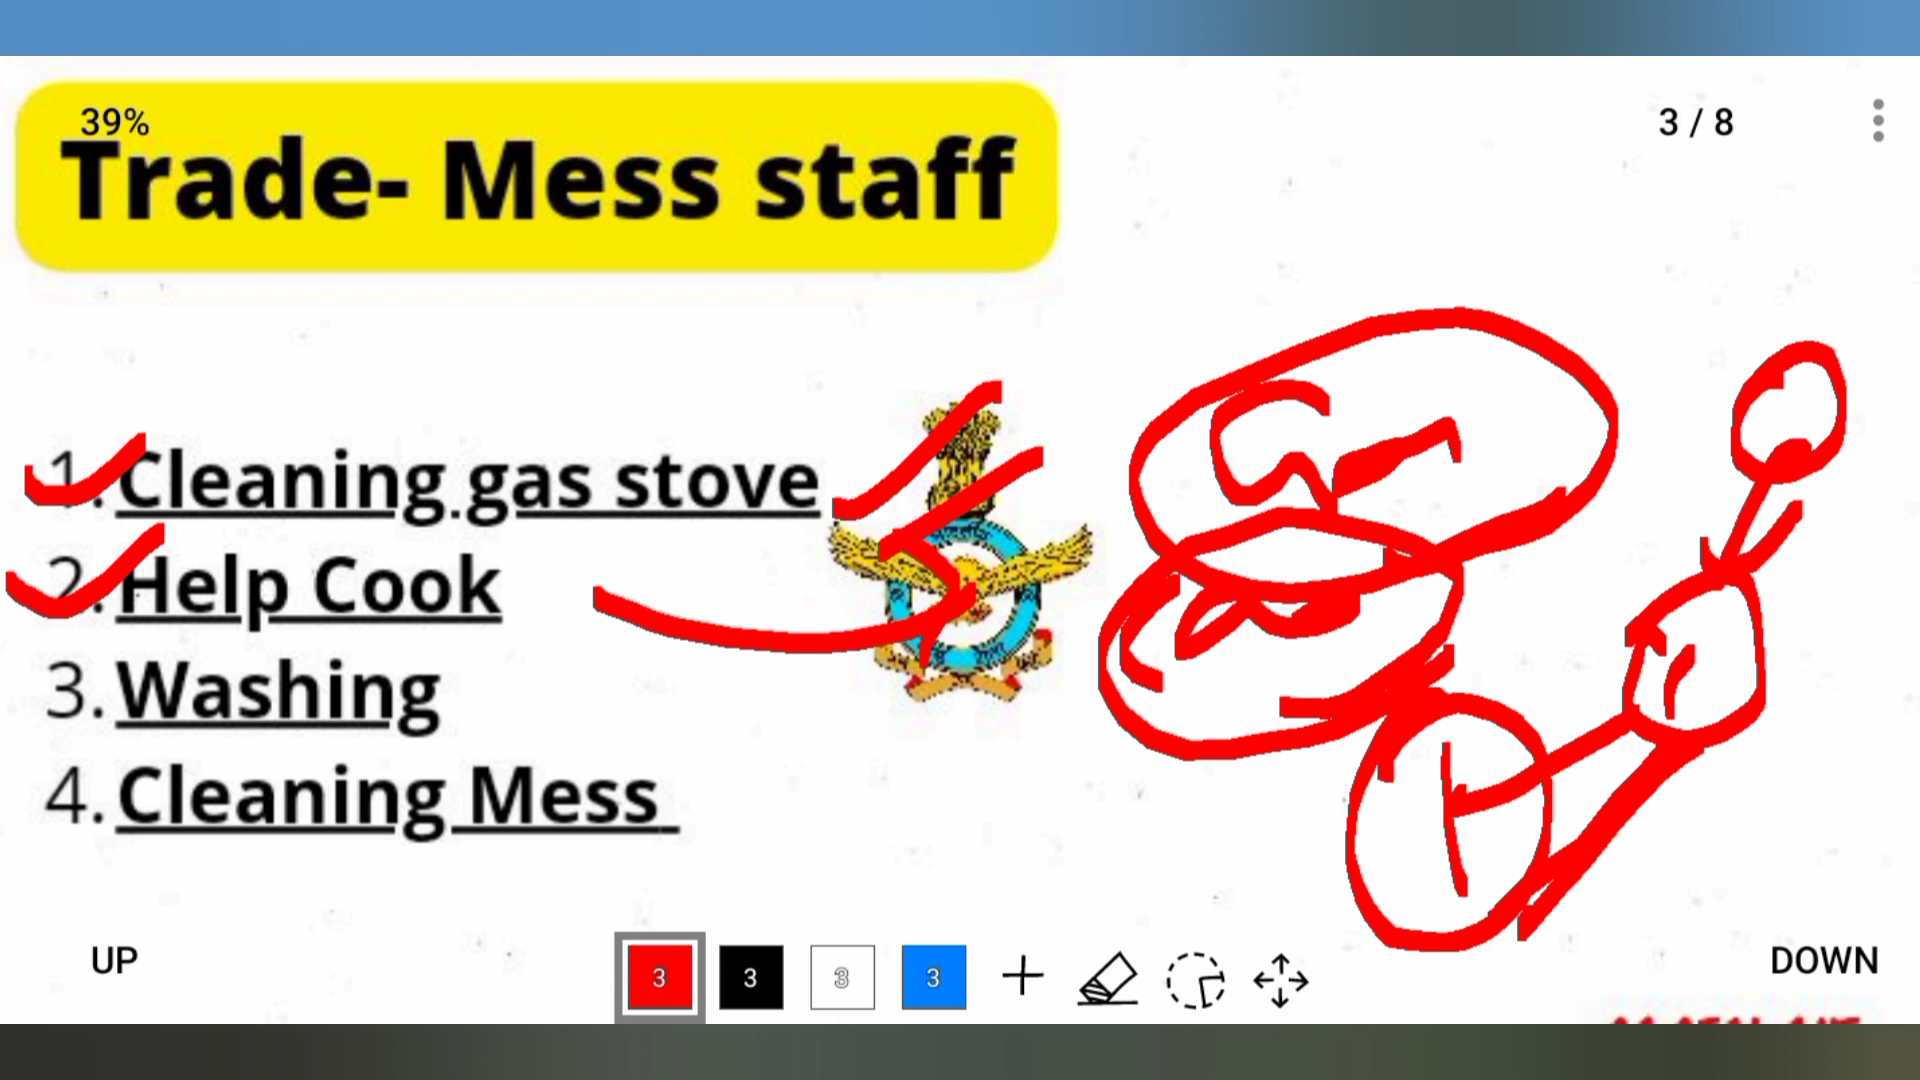 39%
3 / 8
Trade- Mess staff
1. Cleaning gas stove
2. Help Cook
3. Washing
4. Cleaning Mess
UP
3
3
3
3
DOWN